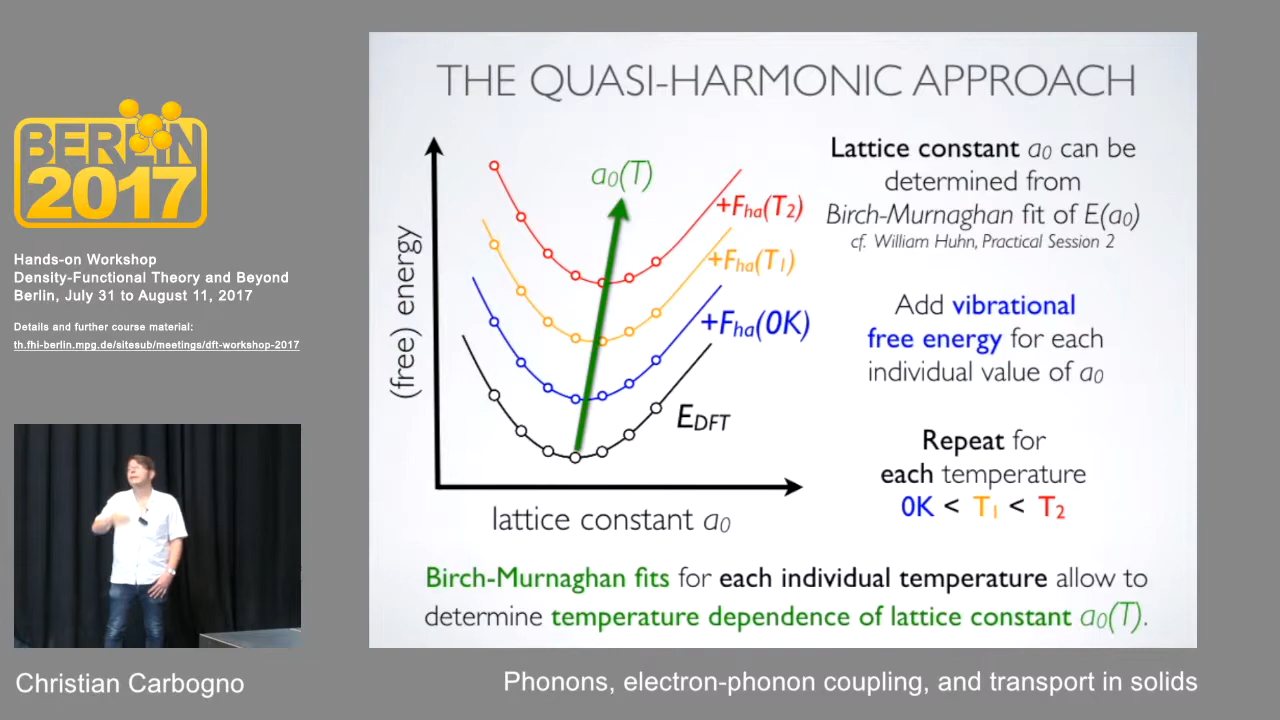 BERLIN
2017
Hands-on Workshop
Density-Functional Theory and Beyond
Berlin, July 31 to August 11, 2017
Details and further course material:
th.fhi-berlin.mpg.de/sitesub/meetings/dft-workshop-2017
THE QUASI-HARMONIC APPROACH
(free) energy
a0(T)
+Fha(T2)
+Fha(T1)
+Fha(0K)
EDFT
lattice constant a0
Lattice constant a0 can be
determined from
Birch-Murnaghan fit of E(a0)
cf. William Huhn, Practical Session 2
Add vibrational
free energy for each
individual value of a0
Repeat for
each temperature
0K < T1 < T2
Birch-Murnaghan fits for each individual temperature allow to
determine temperature dependence of lattice constant a0(T).
Christian Carbogno
Phonons, electron-phonon coupling, and transport in solids